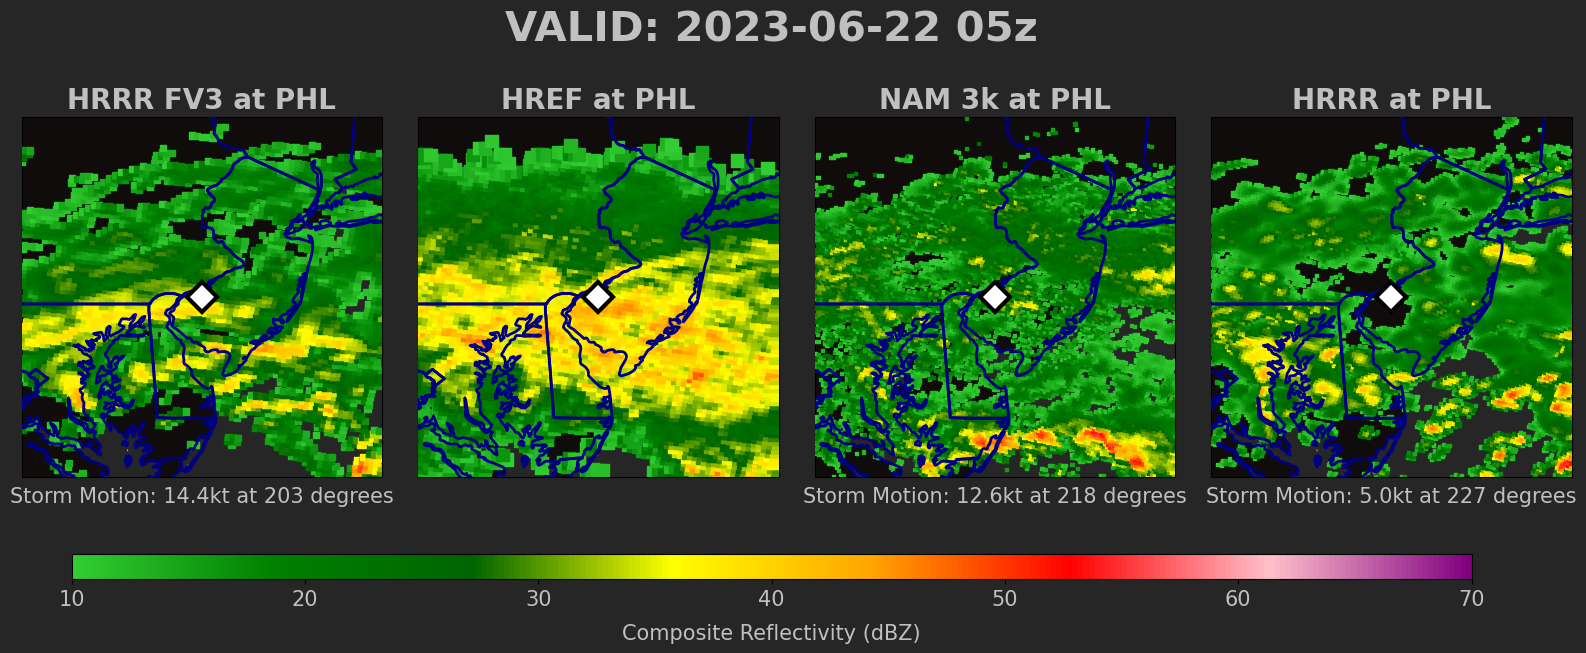 VALID: 2023-06-22 05z
HRRR FV3 at PHL
HREF at PHL
NAM 3k at PHL
HRRR at PHL
Storm Motion: 14.4kt at 203 degrees
Storm Motion: 12.6kt at 218 degrees
Storm Motion: 5.0kt at 227 degrees
10 20 30 40 50 60 70
Composite Reflectivity (dBZ)